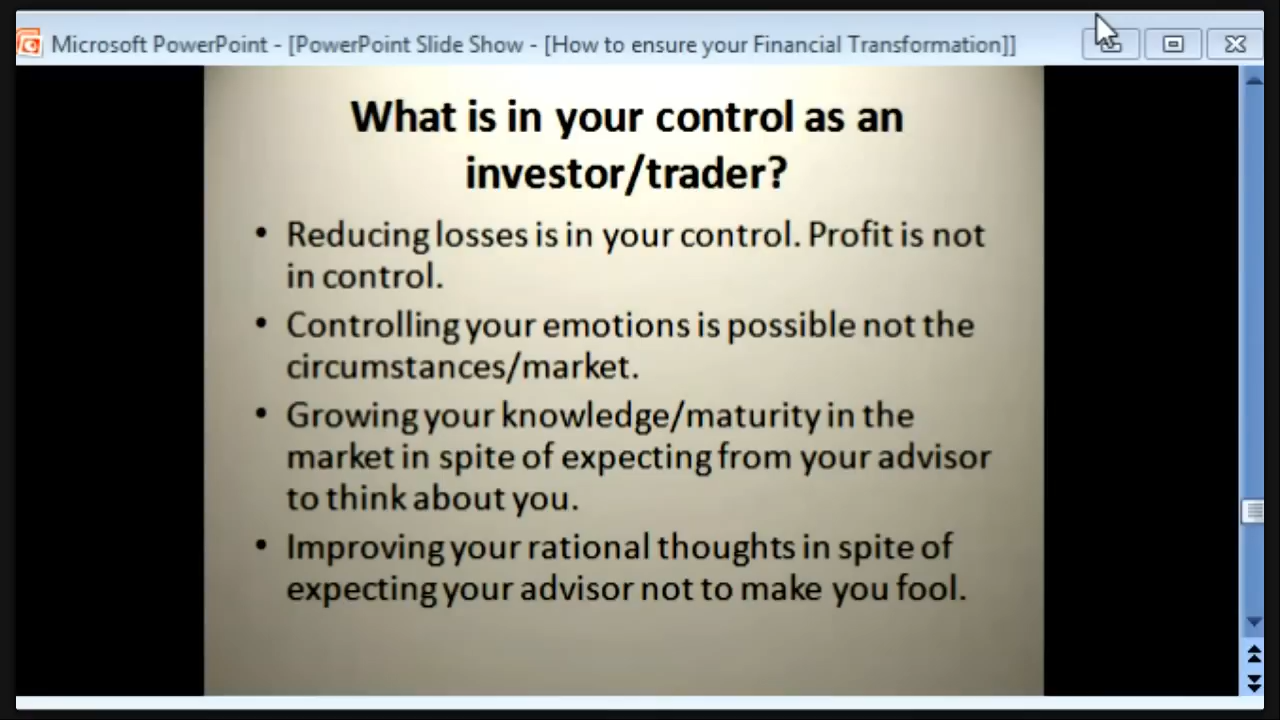 Microsoft PowerPoint - [PowerPoint Slide Show - [How to ensure your Financial Transformation]]
What is in your control as an
investor/trader?
• Reducing losses is in your control. Profit is not
in control.
• Controlling your emotions is possible not the
circumstances/market.
• Growing your knowledge/maturity in the
market in spite of expecting from your advisor
to think about you.
• Improving your rational thoughts in spite of
expecting your advisor not to make you fool.